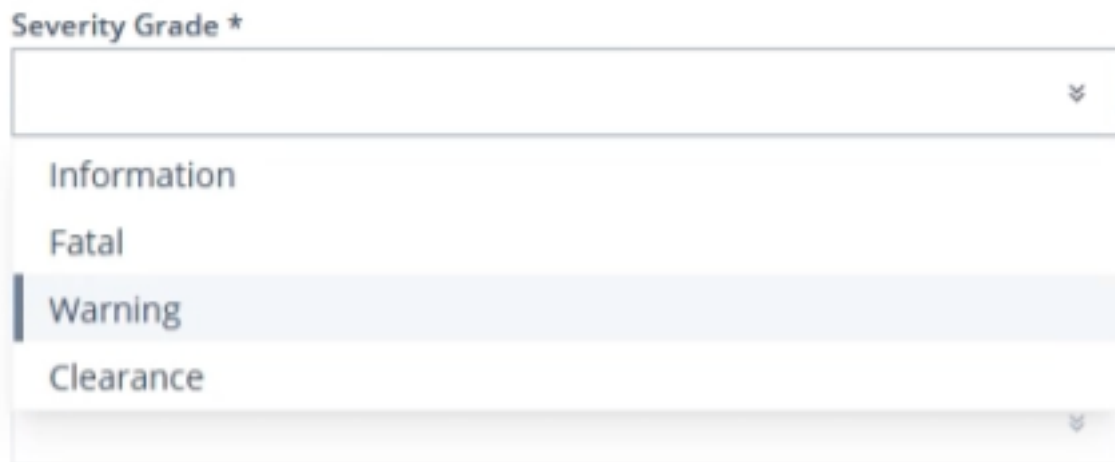 Severity Grade *
Information
Fatal
Warning
Clearance